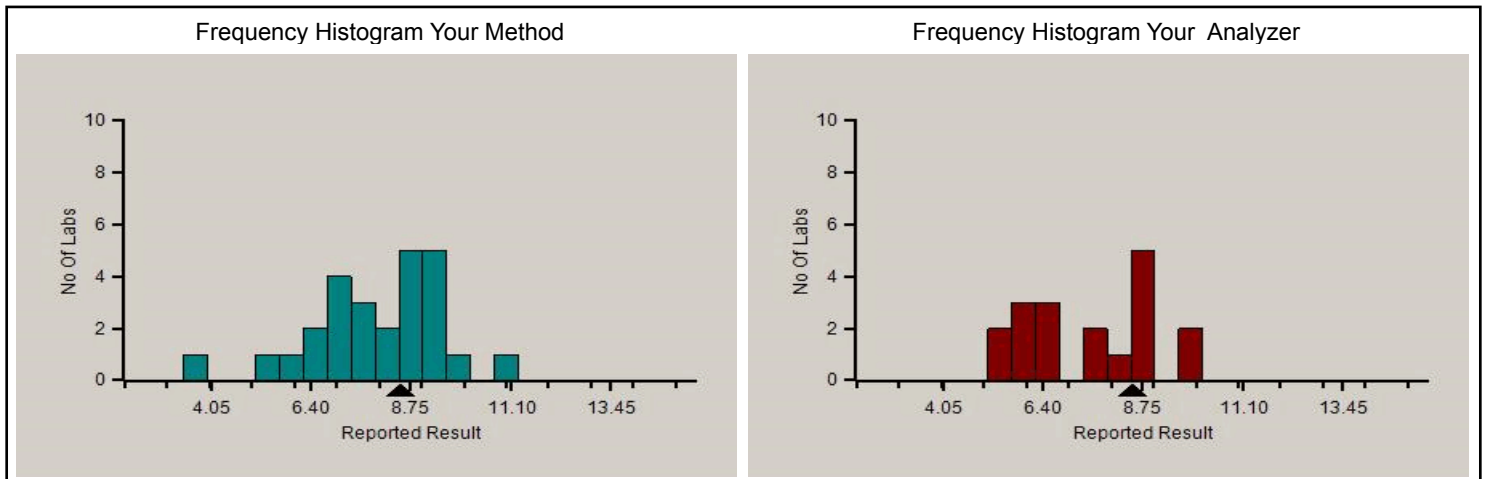 Frequency Histogram Your Method
10
8
6
4
2
0
No Of Labs
4.05 6.40 8.75 11.10 13.45
Reported Result
Frequency Histogram Your Analyzer
10
8
6
4
2
0
No Of Labs
4.05 6.40 8.75 11.10 13.45
Reported Result